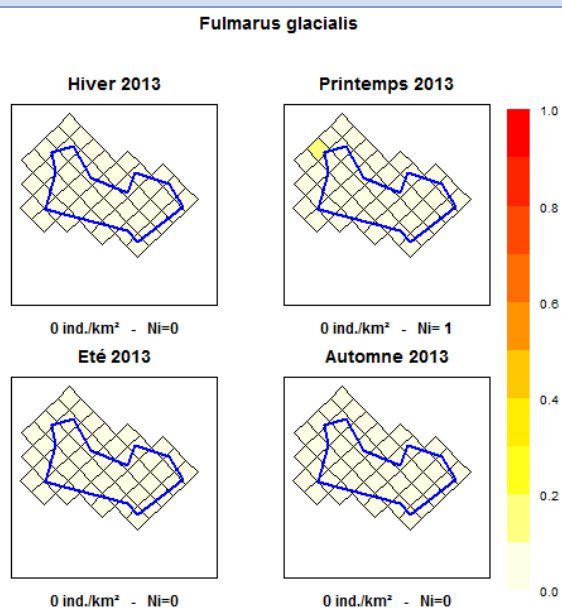 Fulmarus glacialis
Hiver 2013
Printemps 2013
0 ind./km² - Ni=0
0 ind./km² - Ni= 1
Eté 2013
Automne 2013
0 ind./km² - Ni=0
0 ind./km² - Ni=0
1.0
0.8
0.6
0.4
0.2
0.0